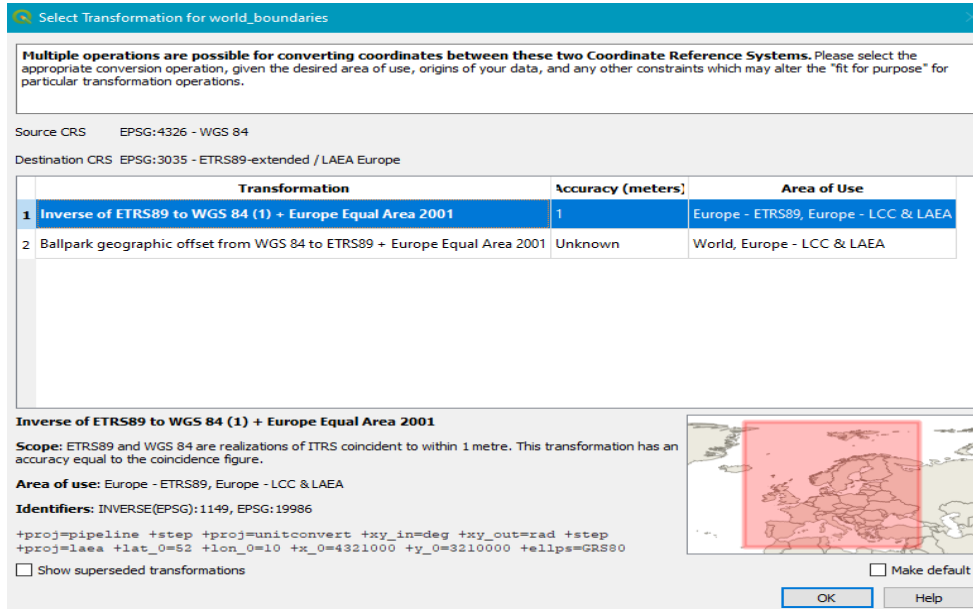 Select Transformation for world_boundaries
Multiple operations are possible for converting coordinates between these two Coordinate Reference Systems. Please select the
appropriate conversion operation, given the desired area of use, origins of your data, and any other constraints which may alter the "fit for purpose" for
particular transformation operations.
Source CRS EPSG:4326 - WGS 84
Destination CRS EPSG:3035 - ETRS89-extended / LAEA Europe
Transformation Accuracy (meters) Area of Use
1 Inverse of ETRS89 to WGS 84 (1) + Europe Equal Area 2001 1 Europe - ETRS89, Europe - LCC & LAEA
2 Ballpark geographic offset from WGS 84 to ETRS89 + Europe Equal Area 2001 Unknown World, Europe - LCC & LAEA
Inverse of ETRS89 to WGS 84 (1) + Europe Equal Area 2001
Scope: ETRS89 and WGS 84 are realizations of ITRS coincident to within 1 metre. This transformation has an
accuracy equal to the coincidence figure.
Area of use: Europe - ETRS89, Europe - LCC & LAEA
Identifiers: INVERSE(EPSG):1149, EPSG:19986
+proj=pipeline +step +proj=unitconvert +xy_in=deg +xy_out=rad +step
+proj=laea +lat_0=52 +lon_0=10 +x_0=4321000 +y_0=3210000 +ellps=GRS80
Show superseded transformations Make default
OK Help